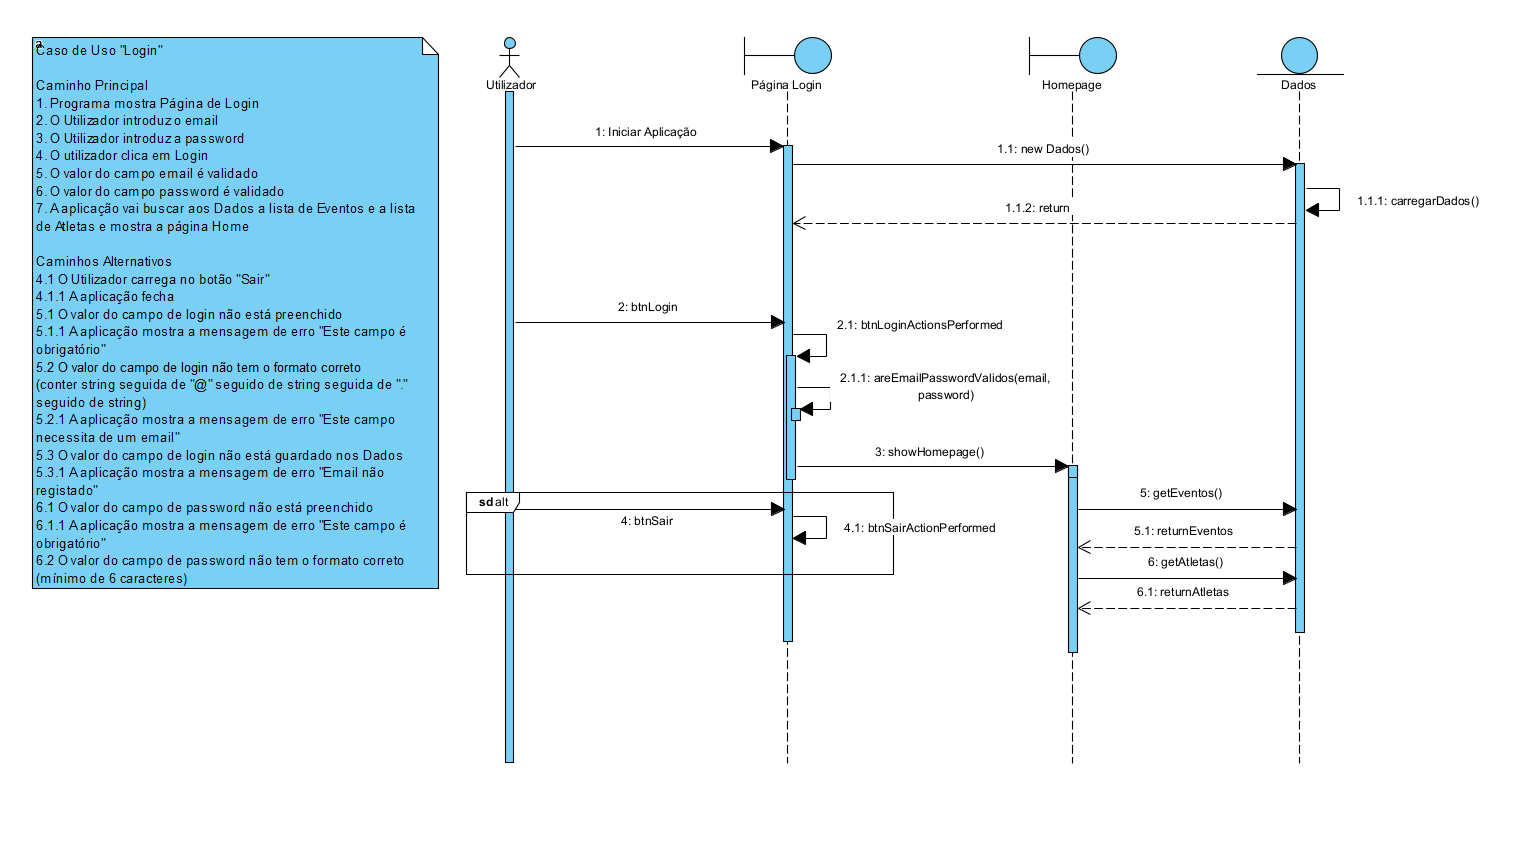 a
Caso de Uso "Login"
Caminho Principal
1. Programa mostra Página de Login
2. O Utilizador introduz o email
3. O Utilizador introduz a password
4. O utilizador clica em Login
5. O valor do campo email é validado
6. O valor do campo password é validado
7. A aplicação vai buscar aos Dados a lista de Eventos e a lista
de Atletas e mostra a página Home
Caminhos Alternativos
4.1 O Utilizador carrega no botão "Sair"
4.1.1 A aplicação fecha
5.1 O valor do campo de login não está preenchido
5.1.1 A aplicação mostra a mensagem de erro "Este campo é
obrigatório"
5.2 O valor do campo de login não tem o formato correto
(conter string seguida de "@" seguido de string seguida de "."
seguido de string)
5.2.1 A aplicação mostra a mensagem de erro "Este campo
necessita de um email"
5.3 O valor do campo de login não está guardado nos Dados
5.3.1 A aplicação mostra a mensagem de erro "Email não
registado"
6.1 O valor do campo de password não está preenchido
6.1.1 A aplicação mostra a mensagem de erro "Este campo é
obrigatório"
6.2 O valor do campo de password não tem o formato correto
(mínimo de 6 caracteres)
Utilizador
Página Login
Homepage
Dados
1: Iniciar Aplicação
1.1: new Dados()
1.1.1: carregarDados()
1.1.2: return
2: btnLogin
2.1: btnLoginActionsPerformed
2.1.1: areEmailPasswordValidos(email,
password)
3: showHomepage()
sd alt
4: btnSair
4.1: btnSairActionPerformed
5: getEventos()
5.1: returnEventos
6: getAtletas()
6.1: returnAtletas